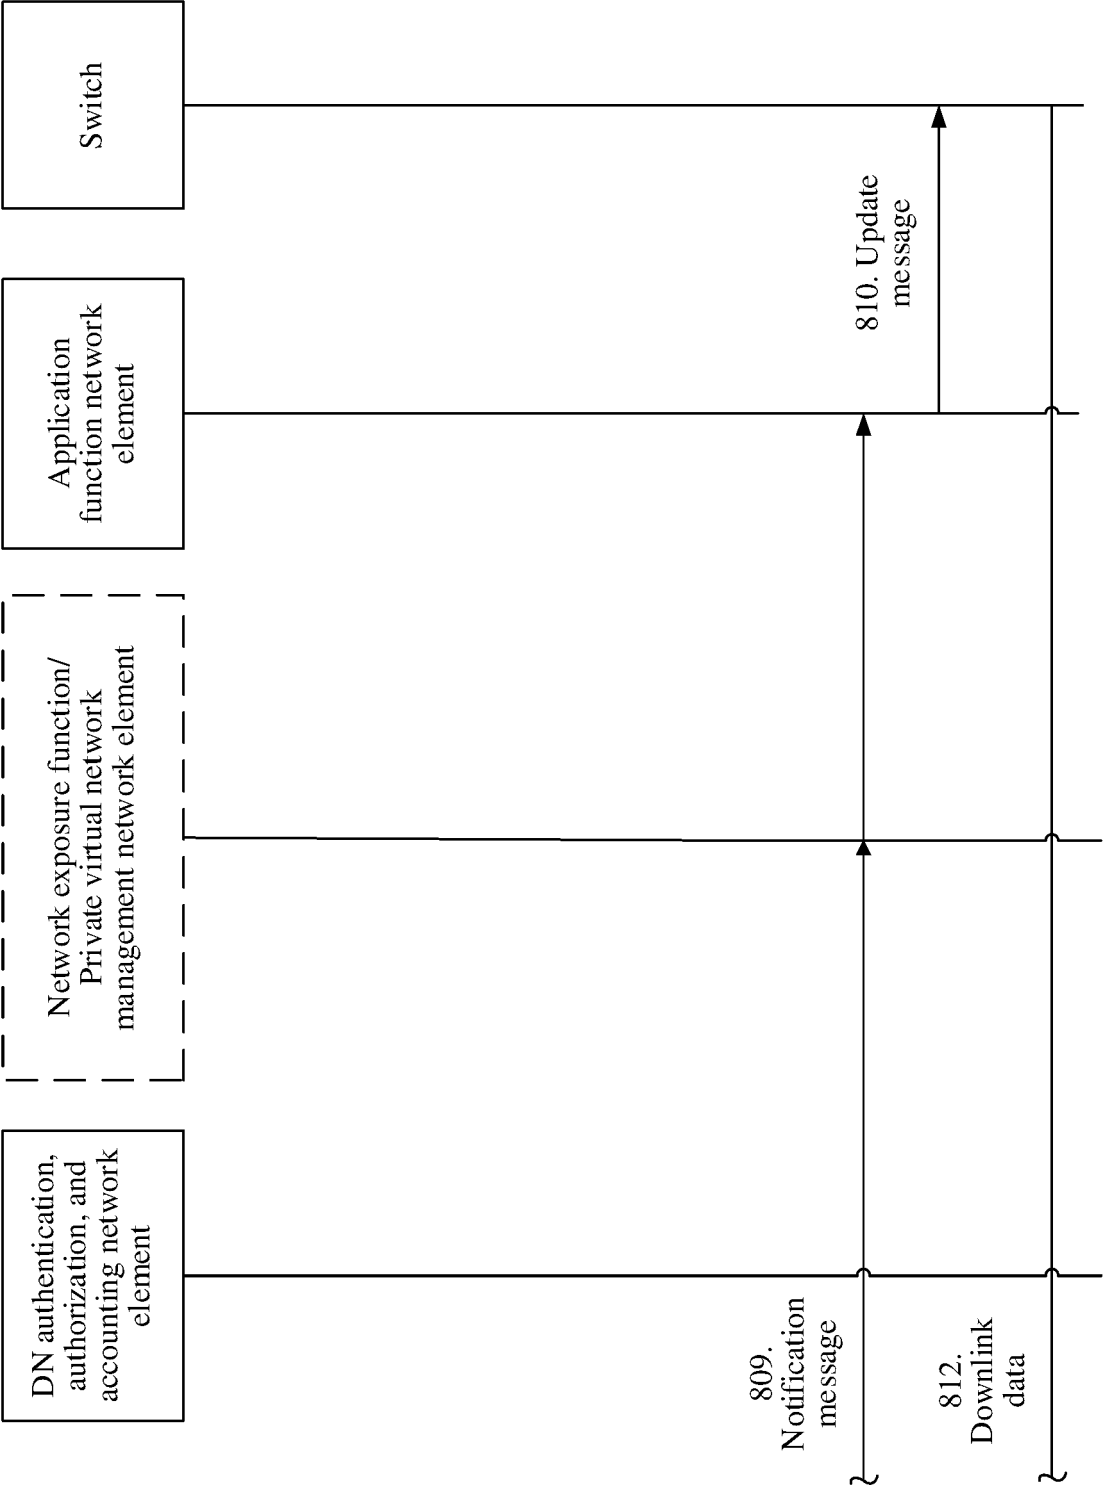 DN authentication,
authorization, and
accounting network
element
Network exposure function/
Private virtual network
management network element
Application
function network
element
Switch
809.
Notification
message
810. Update
message
812.
Downlink
data